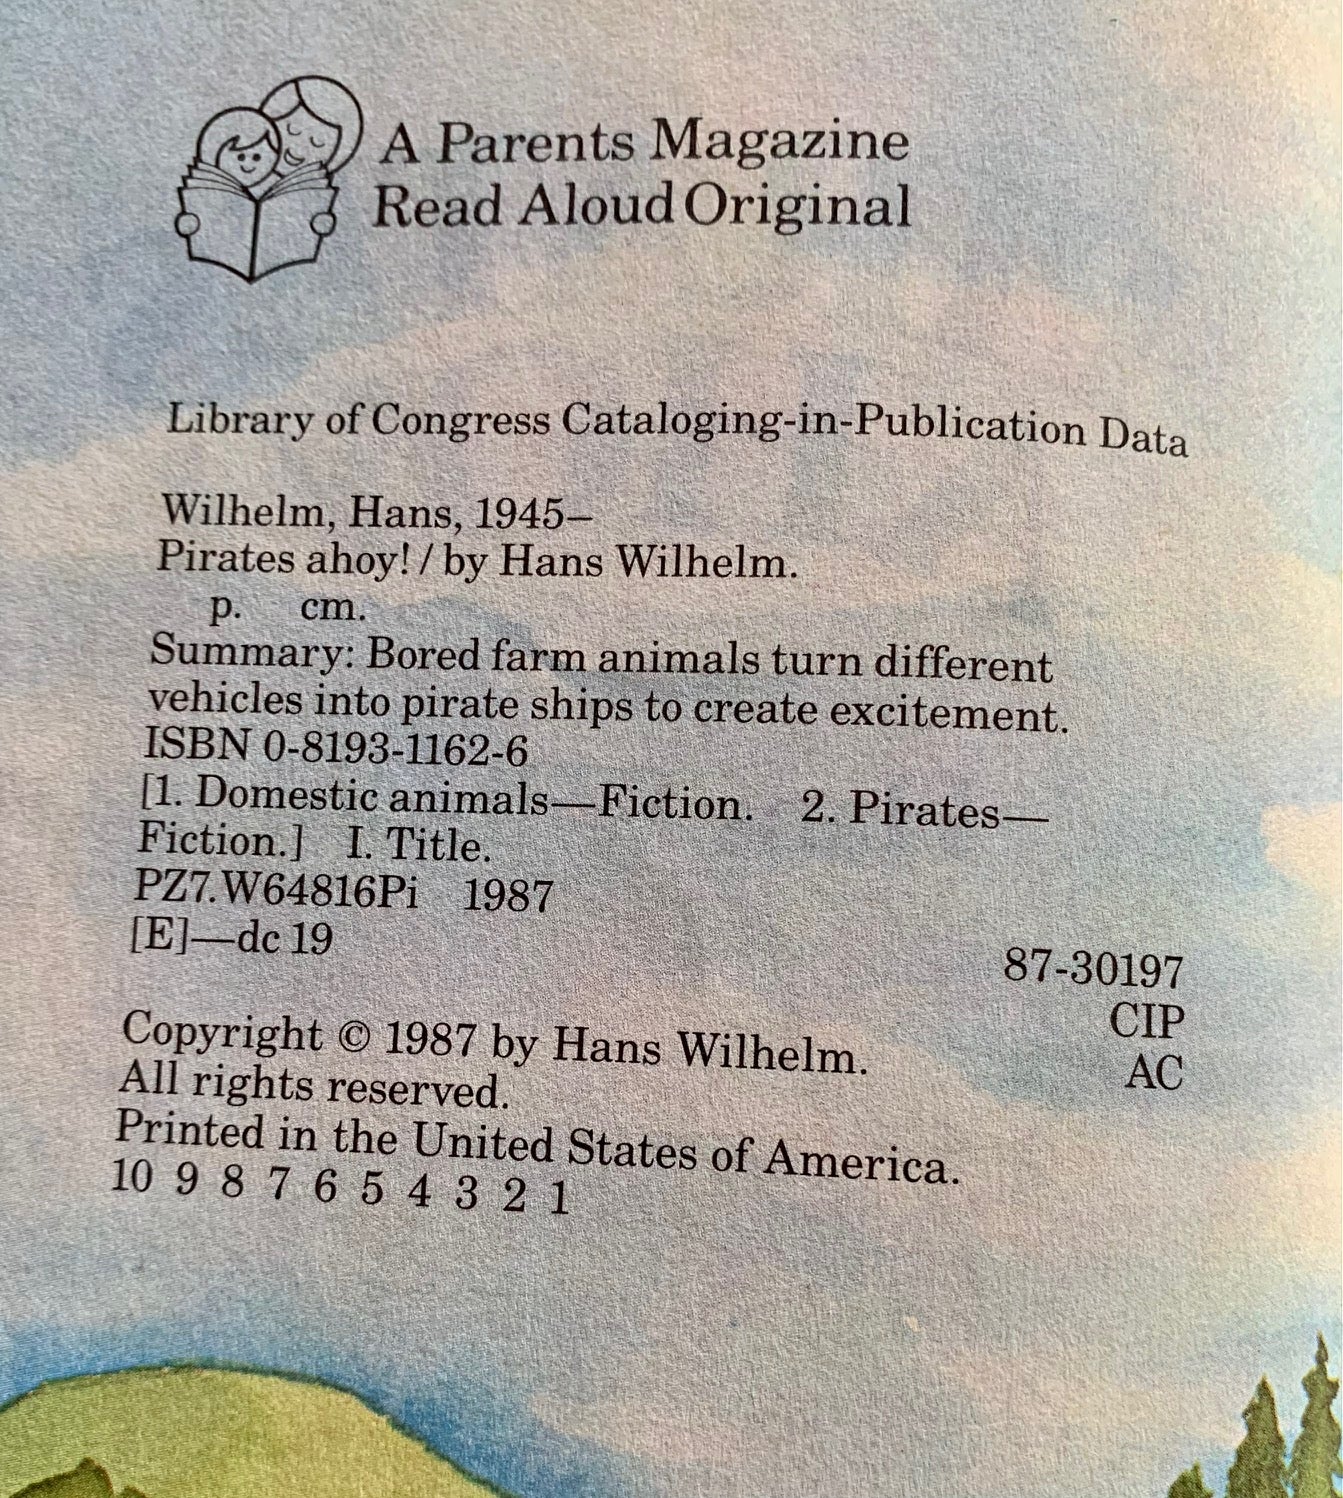 A Parents Magazine
Read Aloud Original
Library of Congress Cataloging-in-Publication Data
Wilhelm, Hans, 1945–
Pirates ahoy! / by Hans Wilhelm.
p. cm.
Summary: Bored farm animals turn different
vehicles into pirate ships to create excitement.
ISBN 0-8193-1162-6
[1. Domestic animals—Fiction. 2. Pirates—
Fiction.] I. Title.
PZ7.W64816Pi 1987
[E]—dc 19
87-30197
CIP
AC
Copyright © 1987 by Hans Wilhelm.
All rights reserved.
Printed in the United States of America.
10 9 8 7 6 5 4 3 2 1